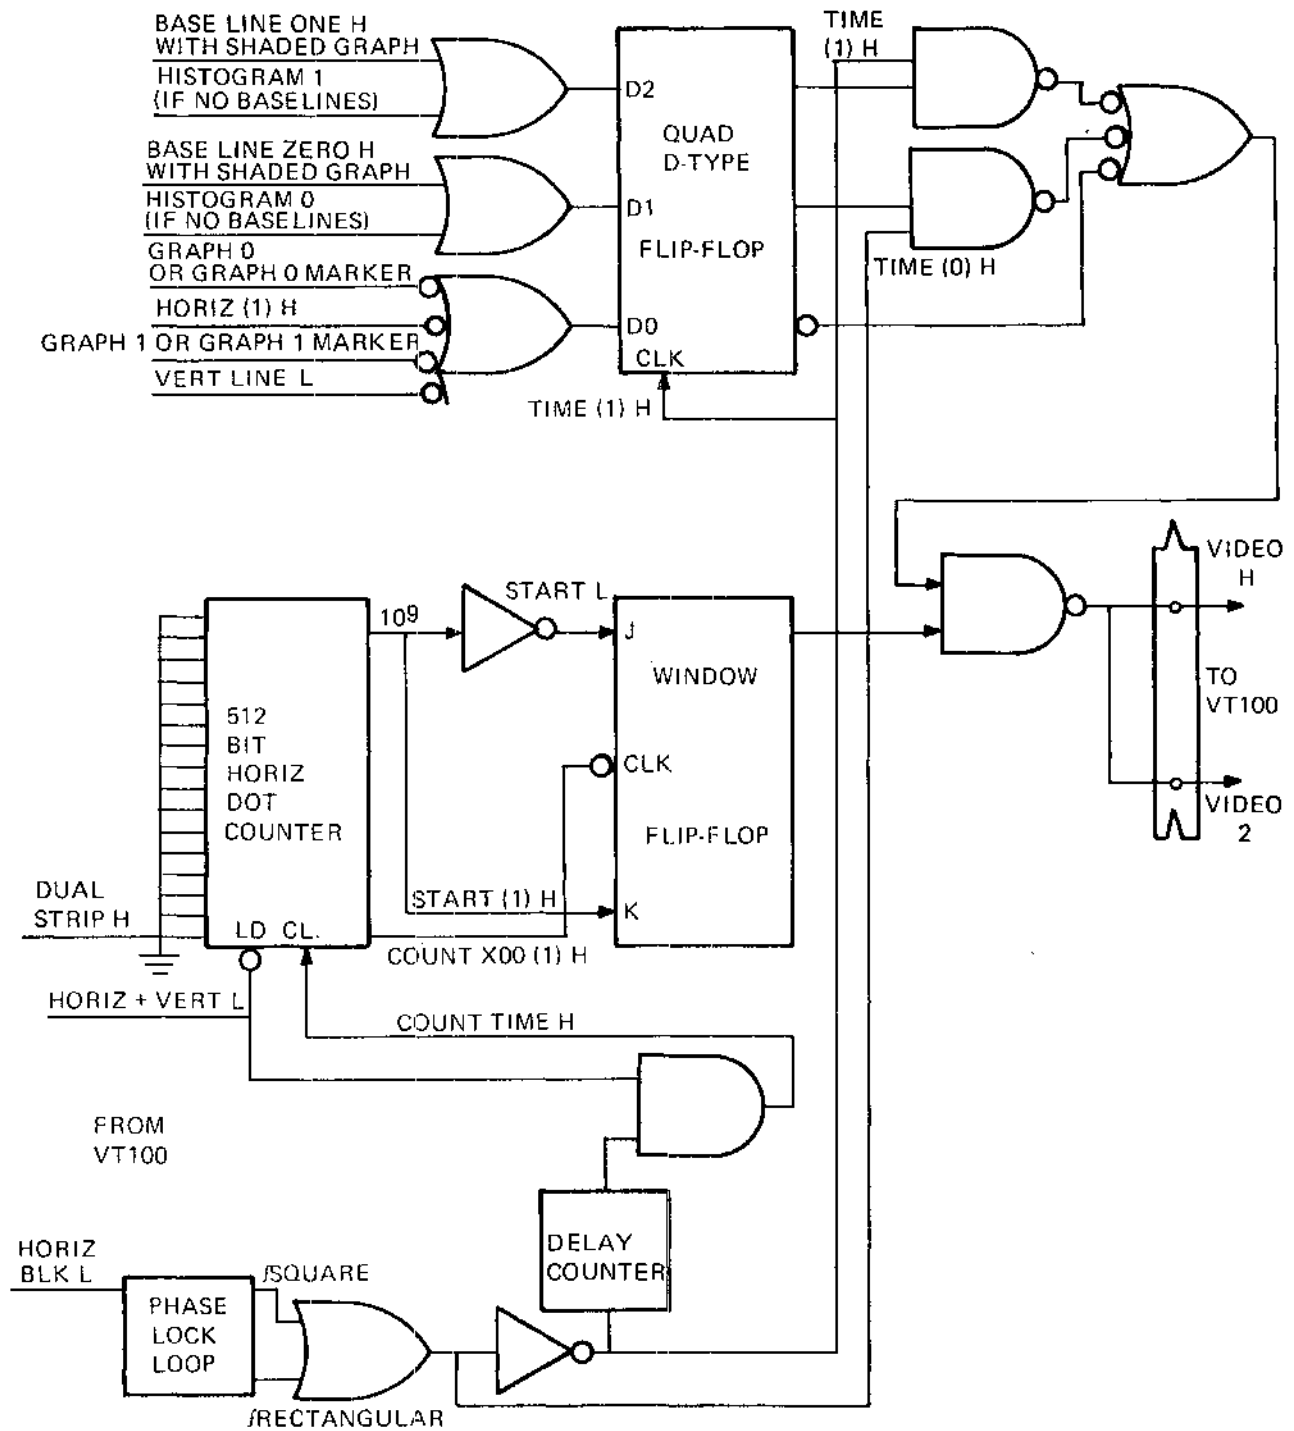 BASE LINE ONE H
WITH SHADED GRAPH
HISTOGRAM 1
(IF NO BASELINES)
BASE LINE ZERO H
WITH SHADED GRAPH
HISTOGRAM 0
(IF NO BASELINES)
GRAPH 0
OR GRAPH 0 MARKER
HORIZ (1) H
GRAPH 1 OR GRAPH 1 MARKER
VERT LINE L
D2
QUAD
D-TYPE
D1
FLIP-FLOP
D0
CLK
TIME (1) H
TIME
(1) H
TIME (0) H
START L
10⁹
512
BIT
HORIZ
DOT
COUNTER
LD CL.
DUAL
STRIP H
J
WINDOW
CLK
FLIP-FLOP
K
START (1) H
COUNT X00 (1) H
VIDEO
H
TO
VT100
VIDEO
2
HORIZ + VERT L
COUNT TIME H
FROM
VT100
DELAY
COUNTER
HORIZ
BLK L
PHASE
LOCK
LOOP
∫SQUARE
∫RECTANGULAR